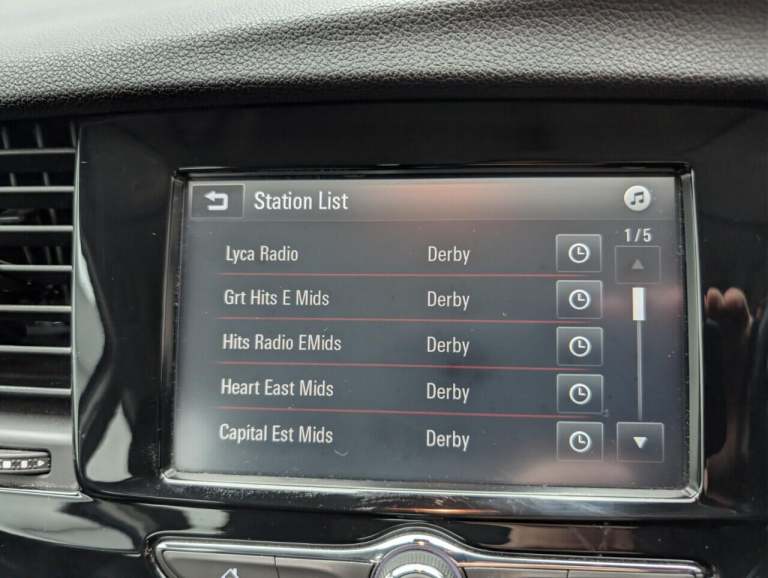 Station List
1/5
Lyca Radio Derby
Grt Hits E Mids Derby
Hits Radio EMids Derby
Heart East Mids Derby
Capital Est Mids Derby